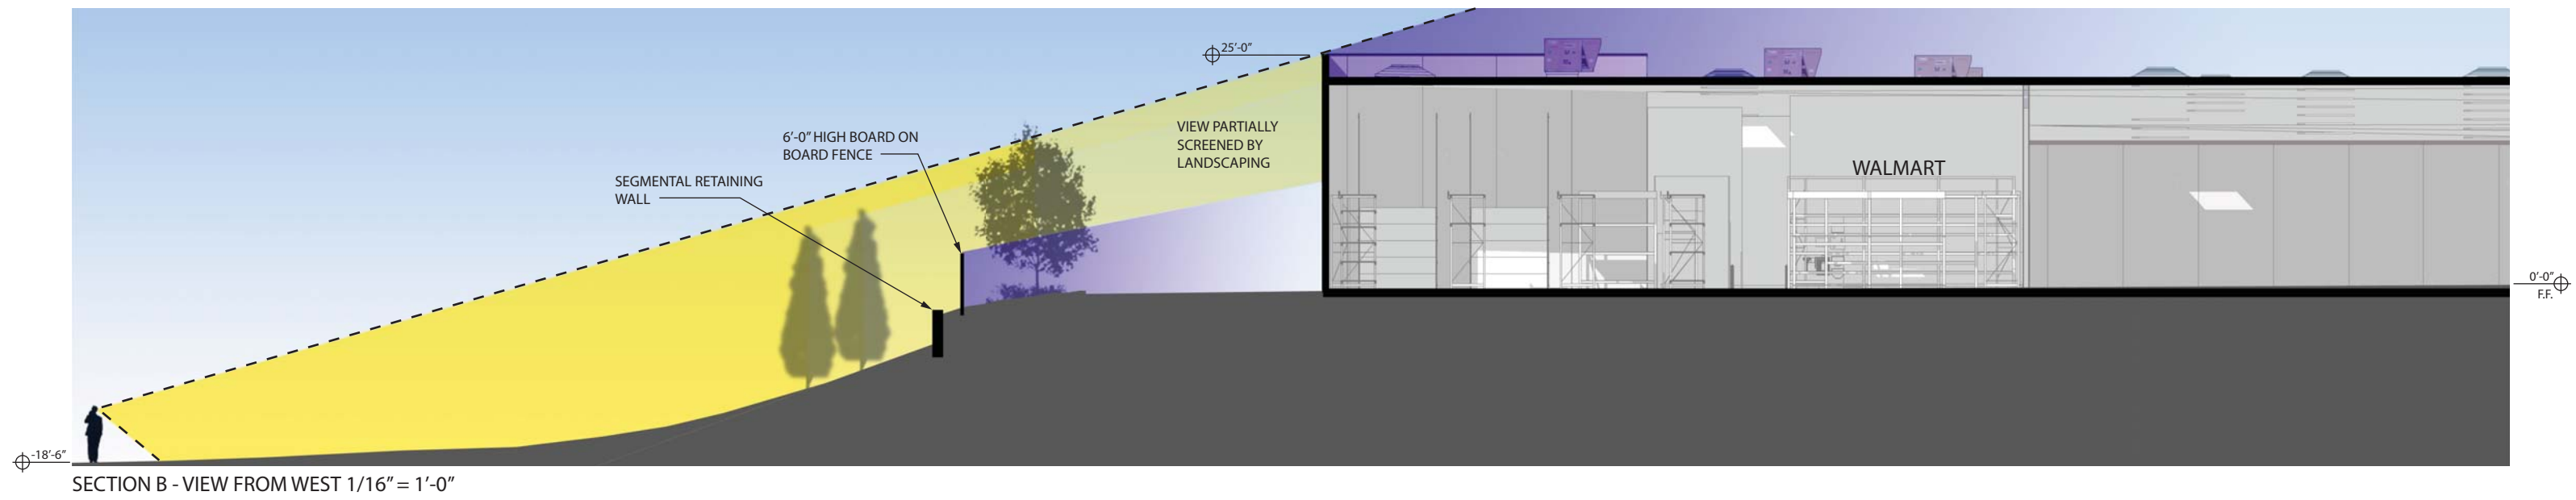 25'-0"
6'-0" HIGH BOARD ON
BOARD FENCE
VIEW PARTIALLY
SCREENED BY
LANDSCAPING
SEGMENTAL RETAINING
WALL
WALMART
0'-0"
F.F.
-18'-6"
SECTION B - VIEW FROM WEST 1/16" = 1'-0"